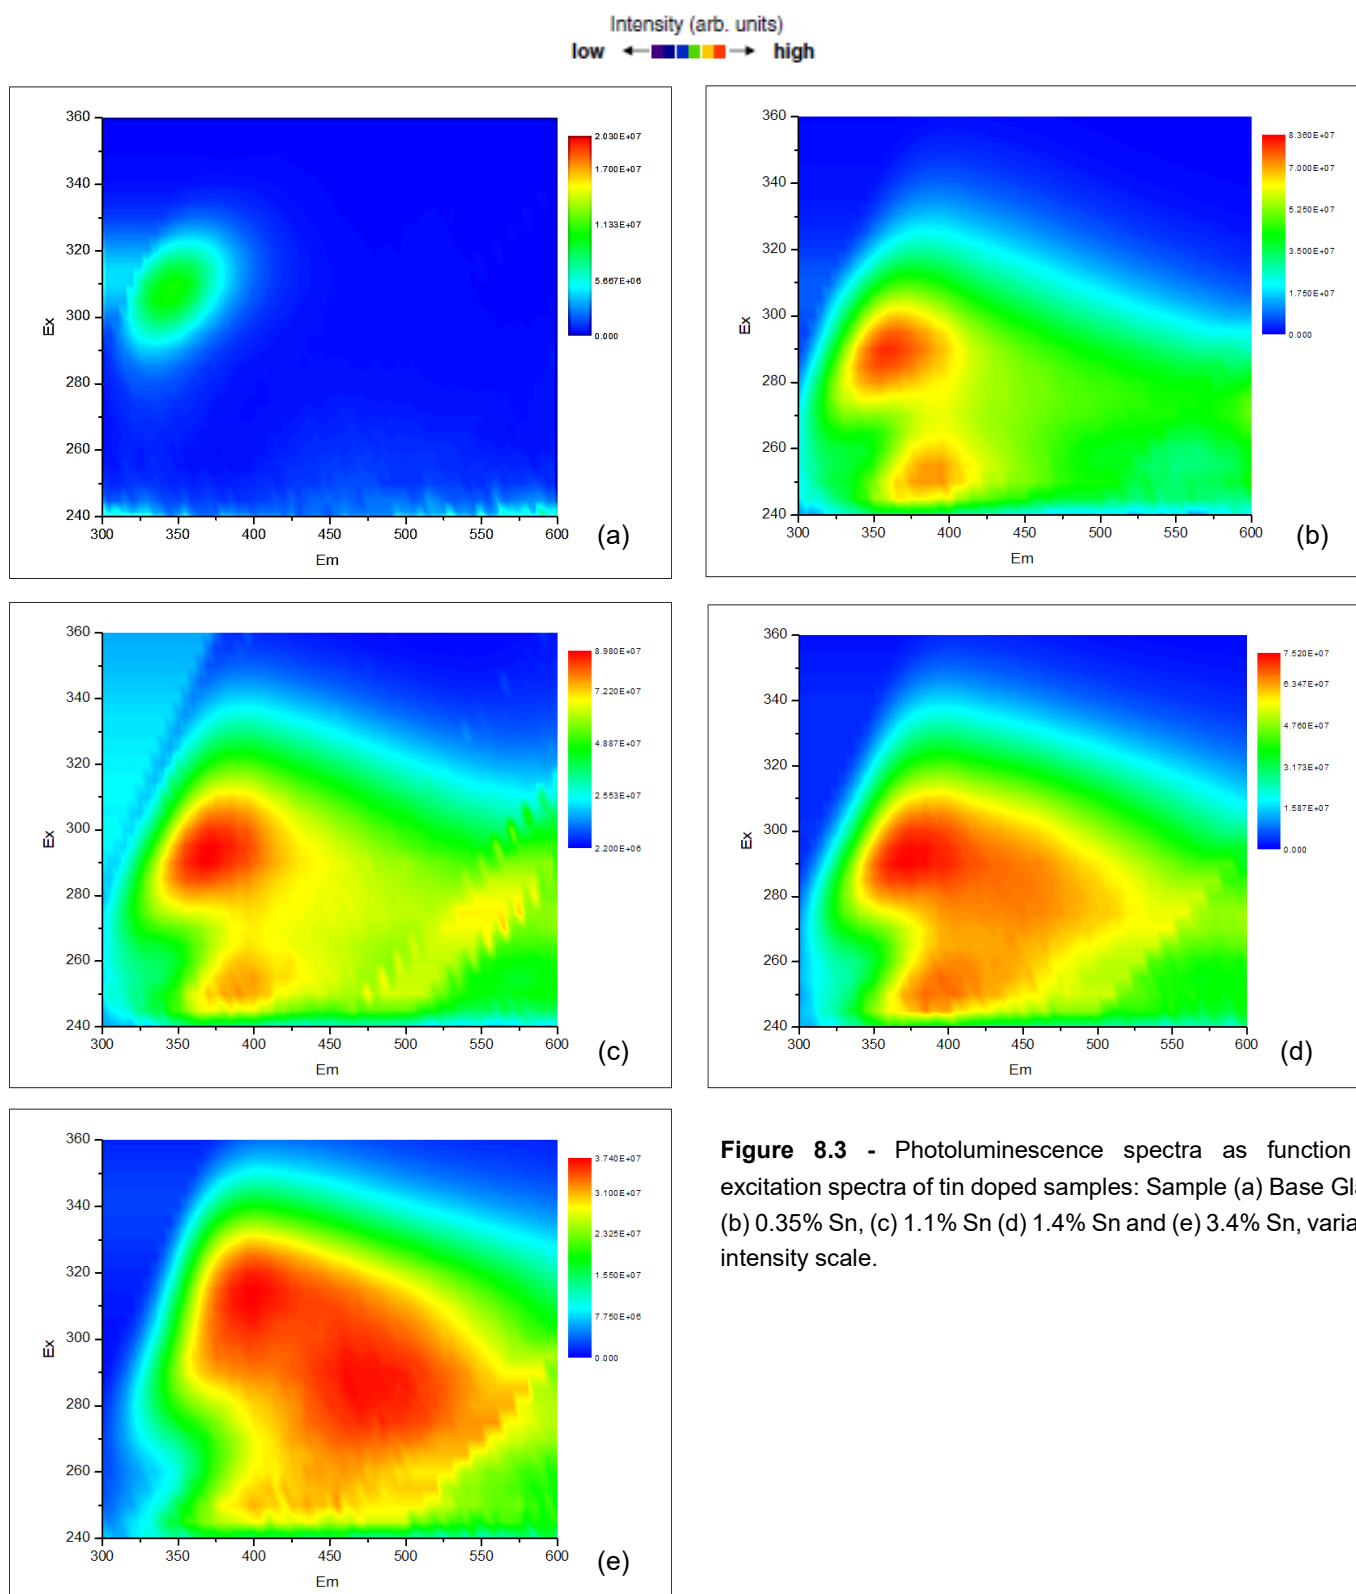 Intensity (arb. units)
low high
360
340
320
300
280
260
240
Ex
300 350 400 450 500 550 600
Em
2.030E+07
1.700E+07
1.133E+07
5.667E+06
0.000
(a)
360
340
320
300
280
260
240
Ex
300 350 400 450 500 550 600
Em
8.360E+07
7.000E+07
5.250E+07
3.500E+07
1.750E+07
0.000
(b)
360
340
320
300
280
260
240
Ex
300 350 400 450 500 550 600
Em
8.980E+07
7.220E+07
4.887E+07
2.553E+07
2.200E+06
(c)
360
340
320
300
280
260
240
Ex
300 350 400 450 500 550 600
Em
7.520E+07
6.347E+07
4.760E+07
3.173E+07
1.587E+07
0.000
(d)
360
340
320
300
280
260
240
Ex
300 350 400 450 500 550 600
Em
3.740E+07
3.100E+07
2.325E+07
1.550E+07
7.750E+06
0.000
(e)
Figure 8.3 - Photoluminescence spectra as function
excitation spectra of tin doped samples: Sample (a) Base
(b) 0.35% Sn, (c) 1.1% Sn (d) 1.4% Sn and (e) 3.4% Sn,
intensity scale.